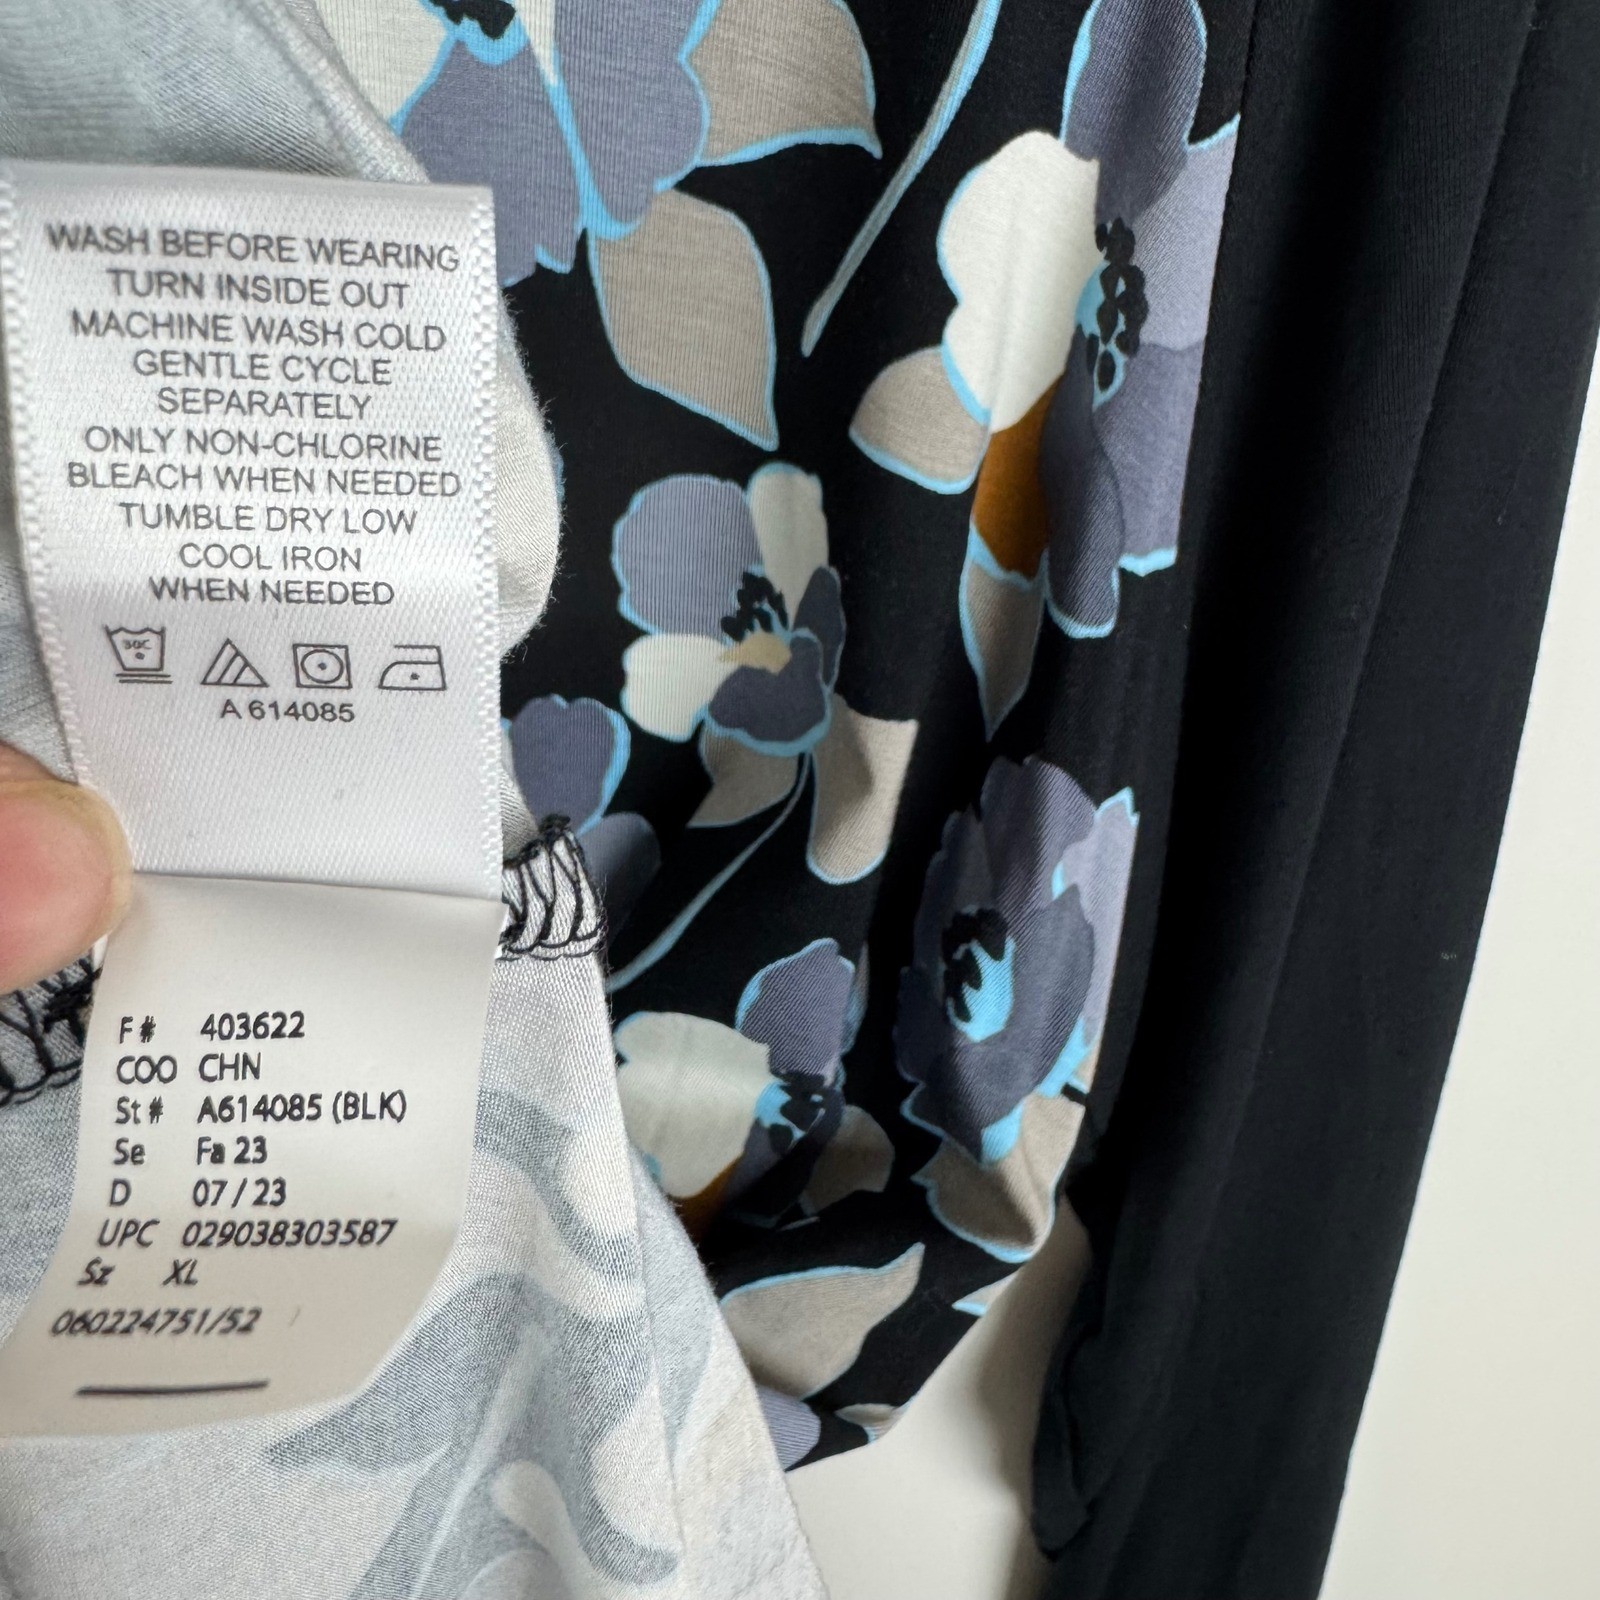 WASH BEFORE WEARING
TURN INSIDE OUT
MACHINE WASH COLD
GENTLE CYCLE
SEPARATELY
ONLY NON-CHLORINE
BLEACH WHEN NEEDED
TUMBLE DRY LOW
COOL IRON
WHEN NEEDED
30C
A 614085
F# 403622
COO CHN
St# A614085 (BLK)
Se Fa 23
D 07 / 23
UPC 029038303587
Sz XL
060224751/52